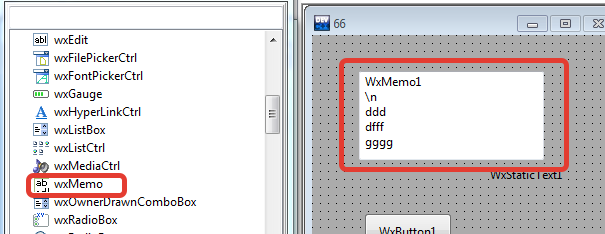 wxEdit
wxFilePickerCtrl
wxFontPickerCtrl
wxGauge
wxHyperLinkCtrl
wxListBox
wxListCtrl
wxMediaCtrl
wxMemo
wxOwnerDrawnComboBox
wxRadioBox
66
WxMemo1
\n
ddd
dfff
gggg
WxStaticText1
WxButton1